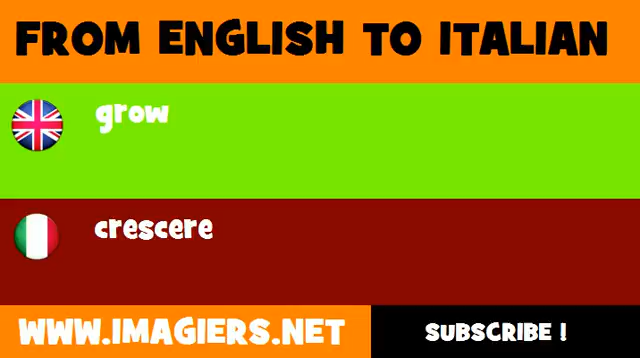 FROM ENGLISH TO ITALIAN
grow
crescere
WWW.IMAGIERS.NET
SUBSCRIBE !